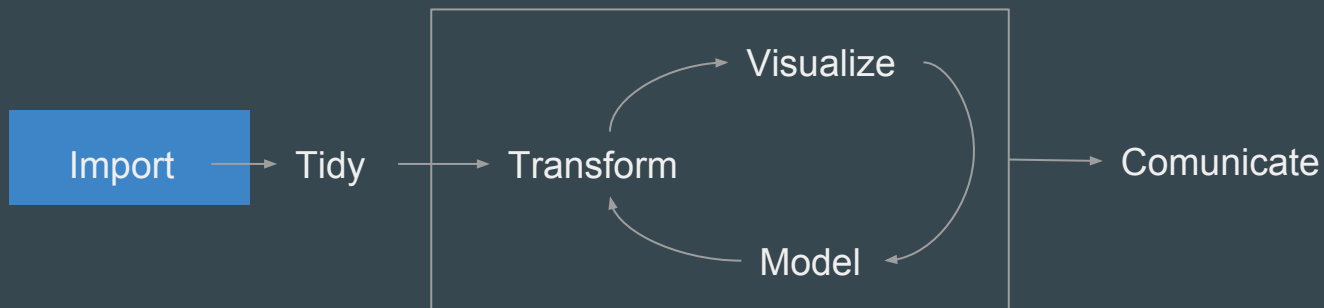 Visualize
Import
Tidy
Transform
Comunicate
Model